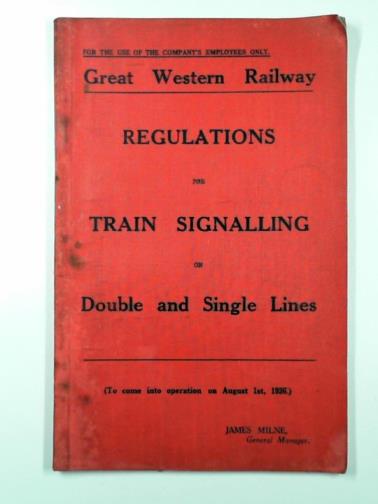 FOR THE USE OF THE COMPANY'S EMPLOYEES ONLY.
Great Western Railway
REGULATIONS
FOR
TRAIN SIGNALLING
ON
Double and Single Lines
(To come into operation on August 1st, 1936.)
JAMES MILNE,
General Manager.